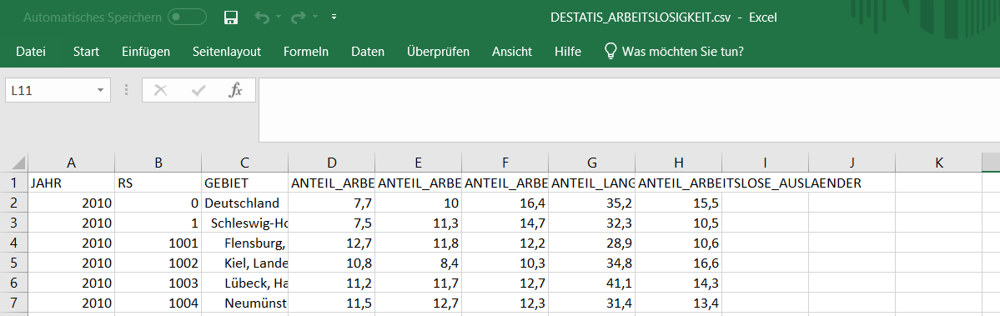 Automatisches Speichern DESTATIS_ARBEITSLOSIGKEIT.csv - Excel
Datei Start Einfügen Seitenlayout Formeln Daten Überprüfen Ansicht Hilfe Was möchten Sie tun?
L11 fx
A B C D E F G H I J K
1 JAHR RS GEBIET ANTEIL_ARBE ANTEIL_ARBE ANTEIL_ARBE ANTEIL_LANG ANTEIL_ARBEITSLOSE_AUSLAENDER
2 2010 0 Deutschland 7,7 10 16,4 35,2 15,5
3 2010 1 Schleswig-Ho 7,5 11,3 14,7 32,3 10,5
4 2010 1001 Flensburg, 12,7 11,8 12,2 28,9 10,6
5 2010 1002 Kiel, Lande 10,8 8,4 10,3 34,8 16,6
6 2010 1003 Lübeck, Ha 11,2 11,7 12,7 41,1 14,3
7 2010 1004 Neumünst 11,5 12,7 12,3 31,4 13,4